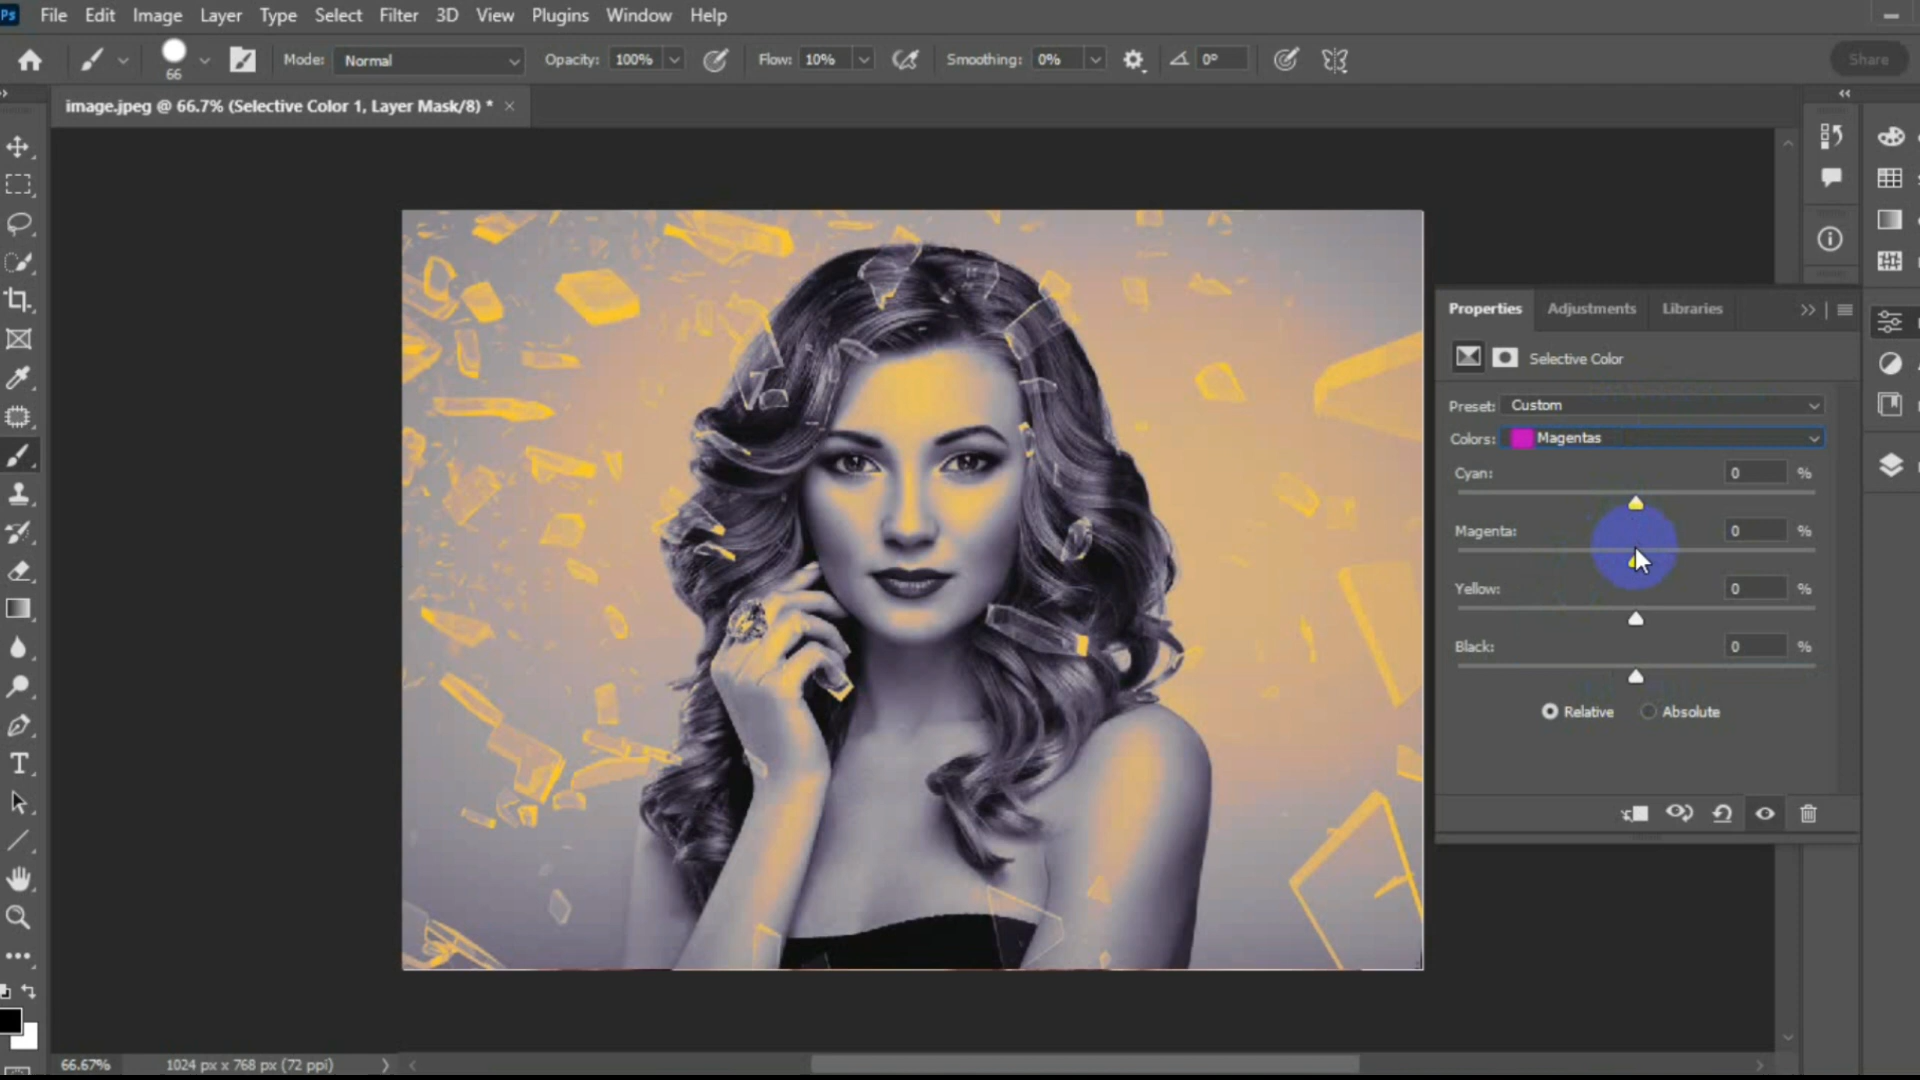 Ps File Edit Image Layer Type Select Filter 3D View Plugins Window Help
66 Mode: Normal Opacity: 100% Flow: 10% Smoothing: 0% 0° Share
image.jpeg @ 66.7% (Selective Color 1, Layer Mask/8) * ×
Properties Adjustments Libraries
Selective Color
Preset: Custom
Colors: Magentas
Cyan: 0 %
Magenta: 0 %
Yellow: 0 %
Black: 0 %
Relative Absolute
T
66.67% 1024 px x 768 px (72 ppi)